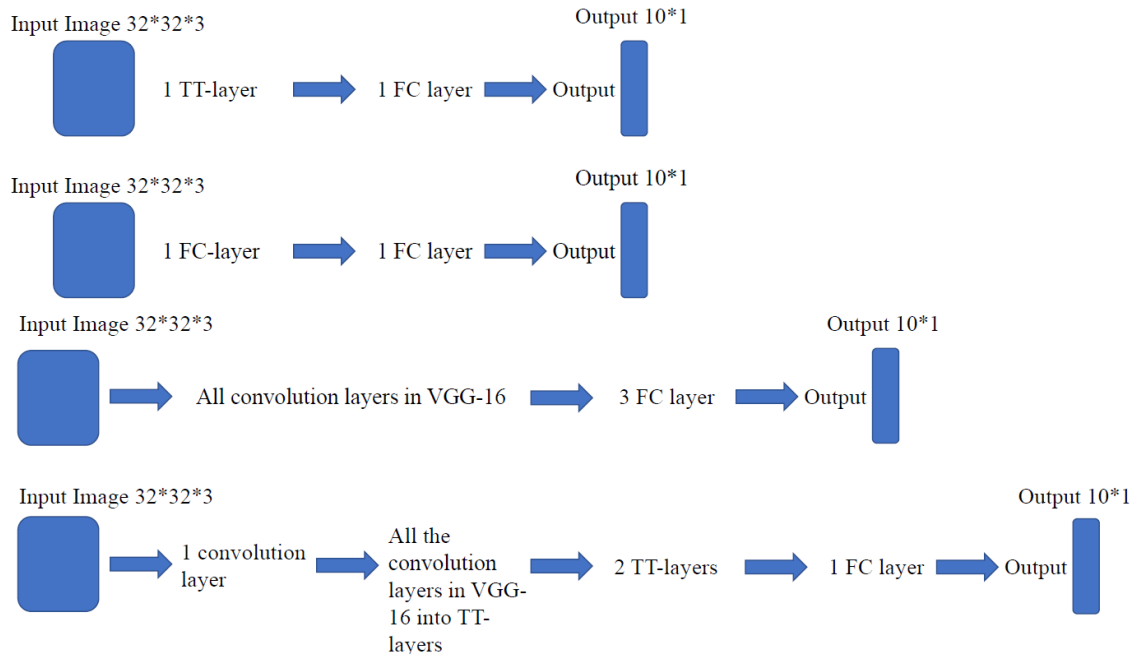 Input Image 32*32*3
Output 10*1
1 TT-layer
1 FC layer
Output
Input Image 32*32*3
Output 10*1
1 FC-layer
1 FC layer
Output
Input Image 32*32*3
Output 10*1
All convolution layers in VGG-16
3 FC layer
Output
Input Image 32*32*3
Output 10*1
1 convolution
layer
All the
convolution
layers in VGG-
16 into TT-
layers
2 TT-layers
1 FC layer
Output